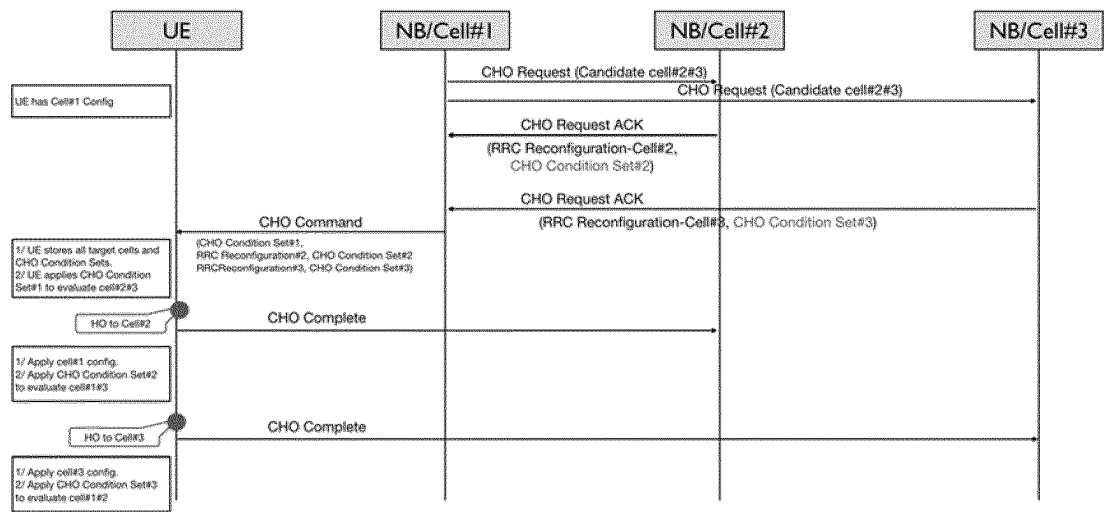 UE
NB/Cell#1
NB/Cell#2
NB/Cell#3
CHO Request (Candidate cell#2#3)
CHO Request (Candidate cell#2#3)
UE has Cell#1 Config
CHO Request ACK
(RRC Reconfiguration-Cell#2,
CHO Condition Set#2)
CHO Request ACK
(RRC Reconfiguration-Cell#3, CHO Condition Set#3)
CHO Command
(CHO Condition Set#1,
RRC Reconfiguration#2, CHO Condition Set#2
RRCReconfiguration#3, CHO Condition Set#3)
1/ UE stores all target cells and
CHO Condition Sets.
2/ UE applies CHO Condition
Set#1 to evaluate cell#2#3
HO to Cell#2
CHO Complete
1/ Apply cell#1 config.
2/ Apply CHO Condition Set#2
to evaluate cell#1#3
HO to Cell#3
CHO Complete
1/ Apply cell#3 config.
2/ Apply CHO Condition Set#3
to evaluate cell#1#2